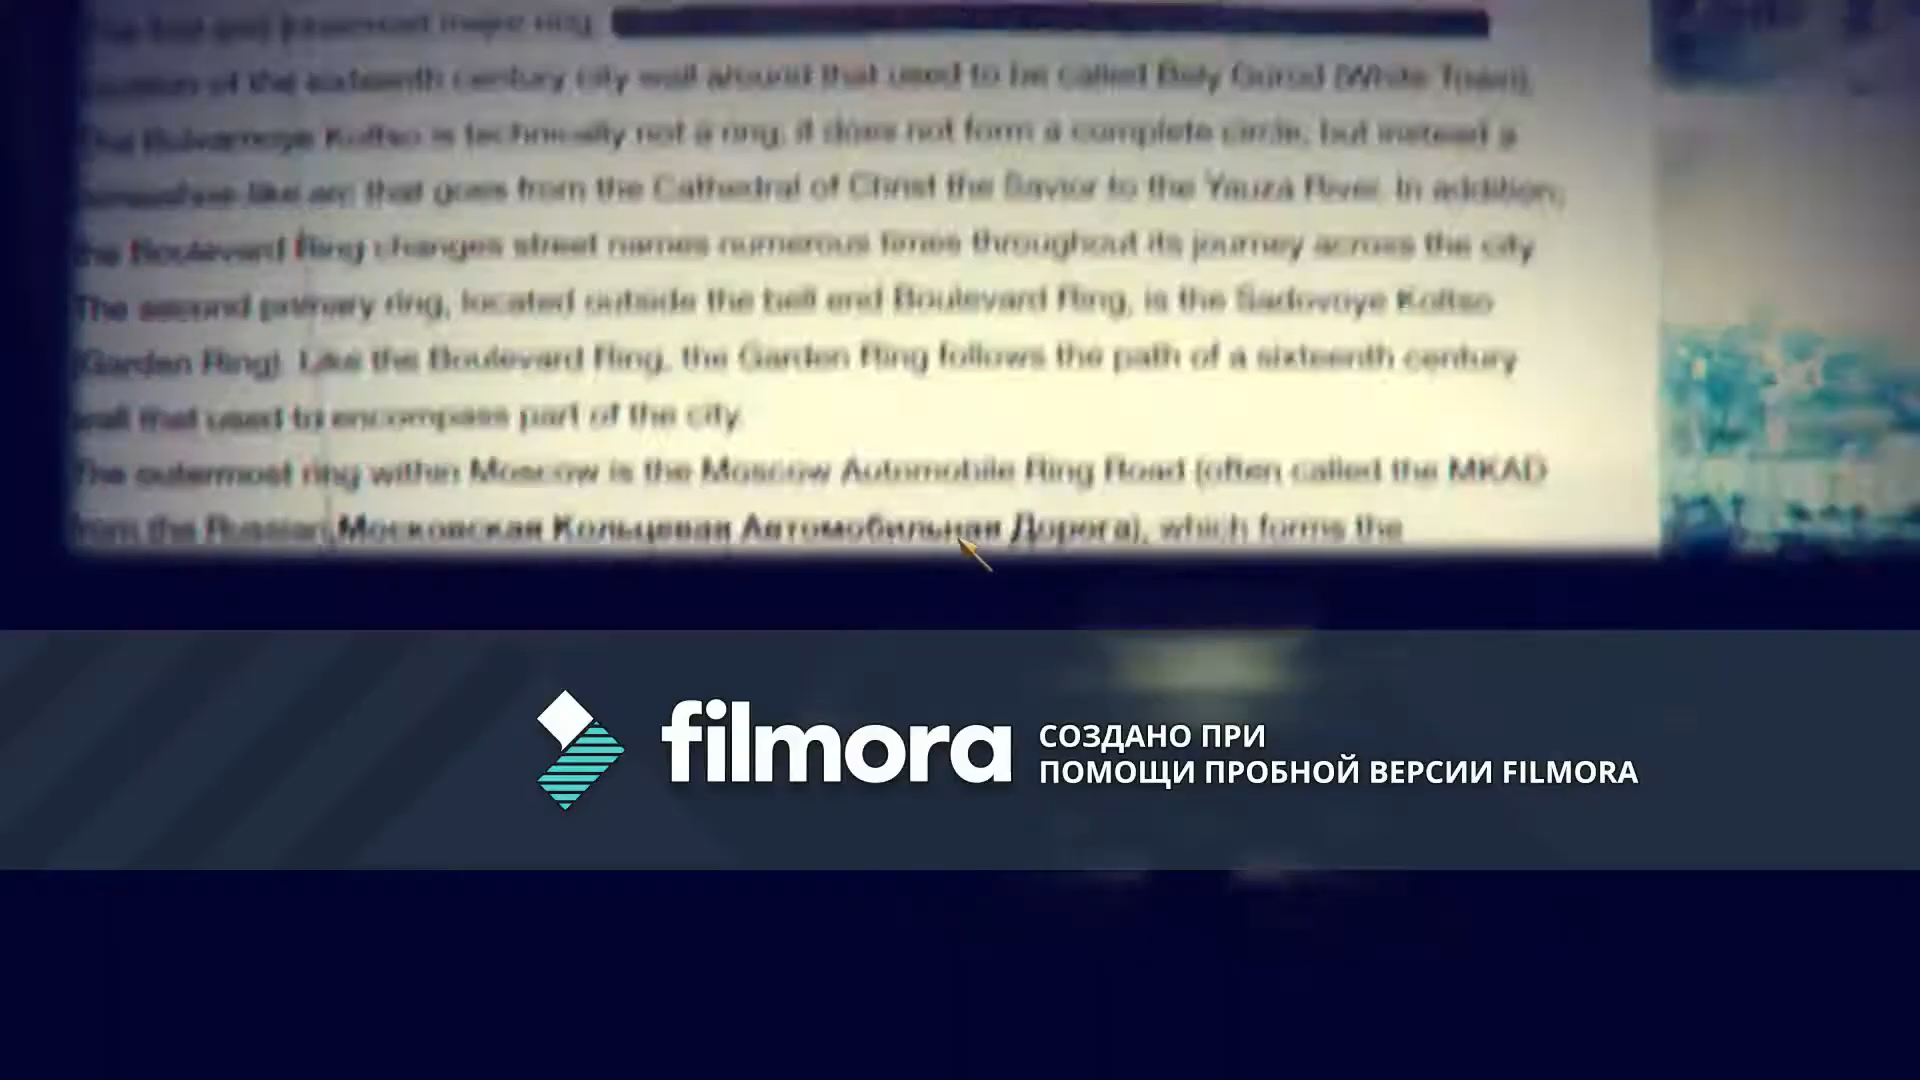 The first and innermost major ring
location of the sixteenth century city wall around that used to be called Bely Gorod (White Town).
The Bulvarnoye Koltso is technically not a ring; it does not form a complete circle, but instead a
horseshoe-like arc that goes from the Cathedral of Christ the Savior to the Yauza River. In addition,
the Boulevard Ring changes street names numerous times throughout its journey across the city.
The second primary ring, located outside the bell end Boulevard Ring, is the Sadovoye Koltso
(Garden Ring). Like the Boulevard Ring, the Garden Ring follows the path of a sixteenth century
wall that used to encompass part of the city.
The outermost ring within Moscow is the Moscow Automobile Ring Road (often called the MKAD
from the Russian Московская Кольцевая Автомобильная Дорога), which forms the
filmora
СОЗДАНО ПРИ
ПОМОЩИ ПРОБНОЙ ВЕРСИИ FILMORA